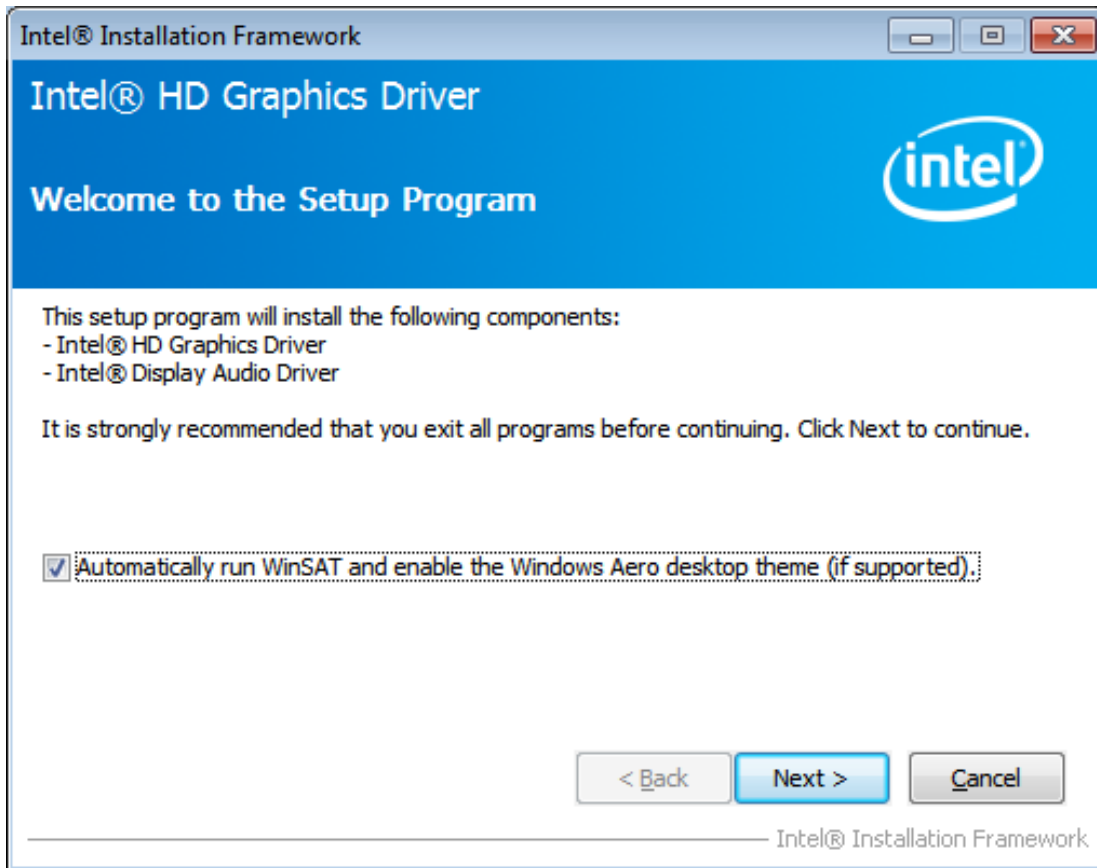 Intel® Installation Framework
Intel® HD Graphics Driver
intel
Welcome to the Setup Program
This setup program will install the following components:
- Intel® HD Graphics Driver
- Intel® Display Audio Driver
It is strongly recommended that you exit all programs before continuing. Click Next to continue.
Automatically run WinSAT and enable the Windows Aero desktop theme (if supported).
< Back
Next >
Cancel
Intel® Installation Framework